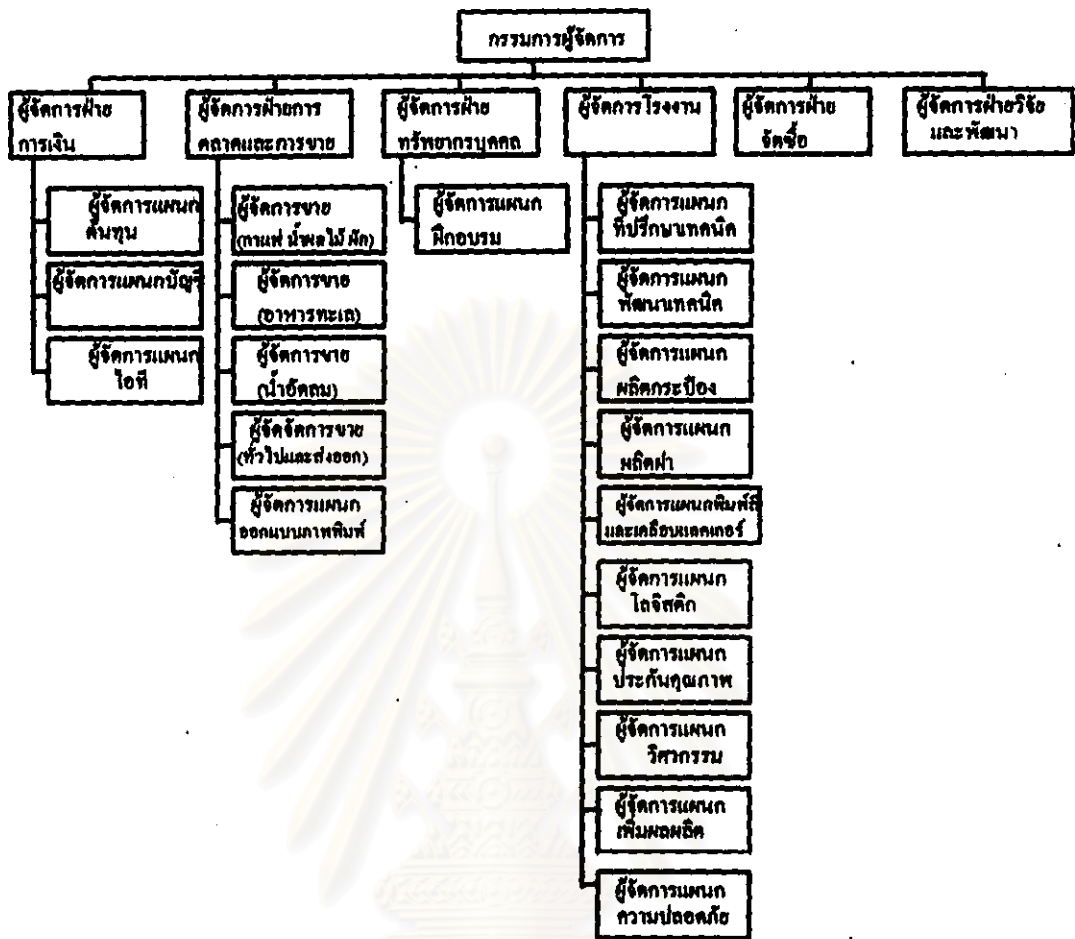 กรรมการผู้จัดการ
ผู้จัดการฝ่าย
การเงิน
ผู้จัดการฝ่ายการ
ตลาดและการขาย
ผู้จัดการฝ่าย
ทรัพยากรบุคคล
ผู้จัดการโรงงาน
ผู้จัดการฝ่าย
จัดซื้อ
ผู้จัดการฝ่ายวิจัย
และพัฒนา
ผู้จัดการแผนก
ต้นทุน
ผู้จัดการแผนกบัญชี
ผู้จัดการแผนก
ไอที
ผู้จัดการขาย
(กาแฟ น้ำผลไม้ ผัก)
ผู้จัดการขาย
(อาหารทะเล)
ผู้จัดการขาย
(น้ำอัดลม)
ผู้จัดจัดการขาย
(ทั่วไปและส่งออก)
ผู้จัดการแผนก
ออกแบบภาพพิมพ์
ผู้จัดการแผนก
ฝึกอบรม
ผู้จัดการแผนก
ที่ปรึกษาเทคนิค
ผู้จัดการแผนก
พัฒนาเทคนิค
ผู้จัดการแผนก
ผลิตกระป๋อง
ผู้จัดการแผนก
ผลิตฝา
ผู้จัดการแผนกพิมพ์สี
และเคลือบแลคเกอร์
ผู้จัดการแผนก
โลจิสติก
ผู้จัดการแผนก
ประกันคุณภาพ
ผู้จัดการแผนก
วิศวกรรม
ผู้จัดการแผนก
เพิ่มผลผลิต
ผู้จัดการแผนก
ความปลอดภัย